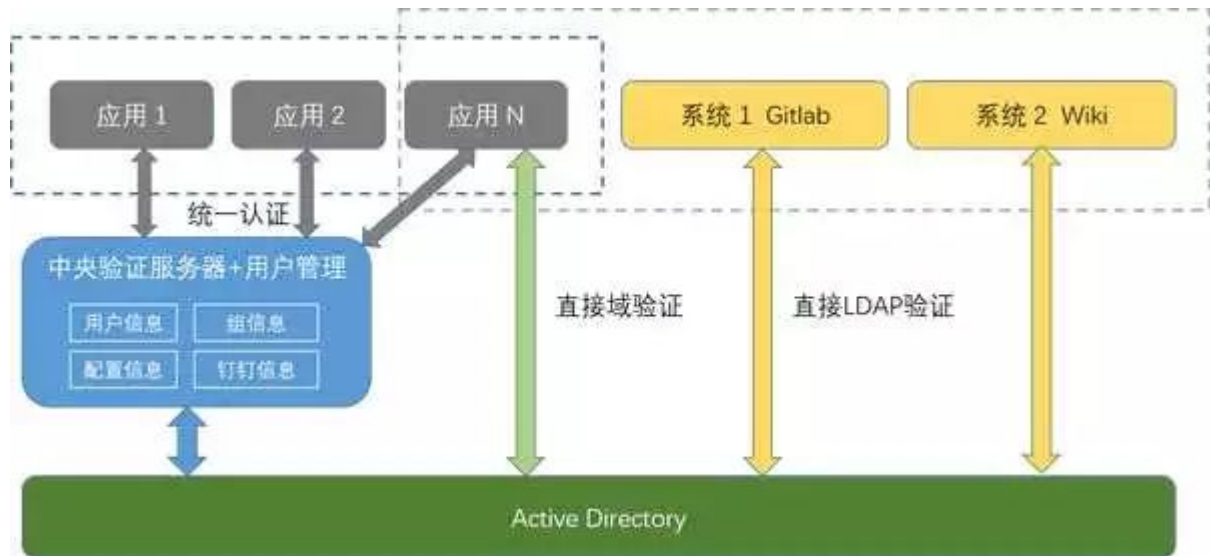 应用 1
应用 2
应用 N
系统 1 Gitlab
系统 2 Wiki
统一认证
中央验证服务器+用户管理
用户信息
组信息
配置信息
钉钉信息
直接域验证
直接LDAP验证
Active Directory